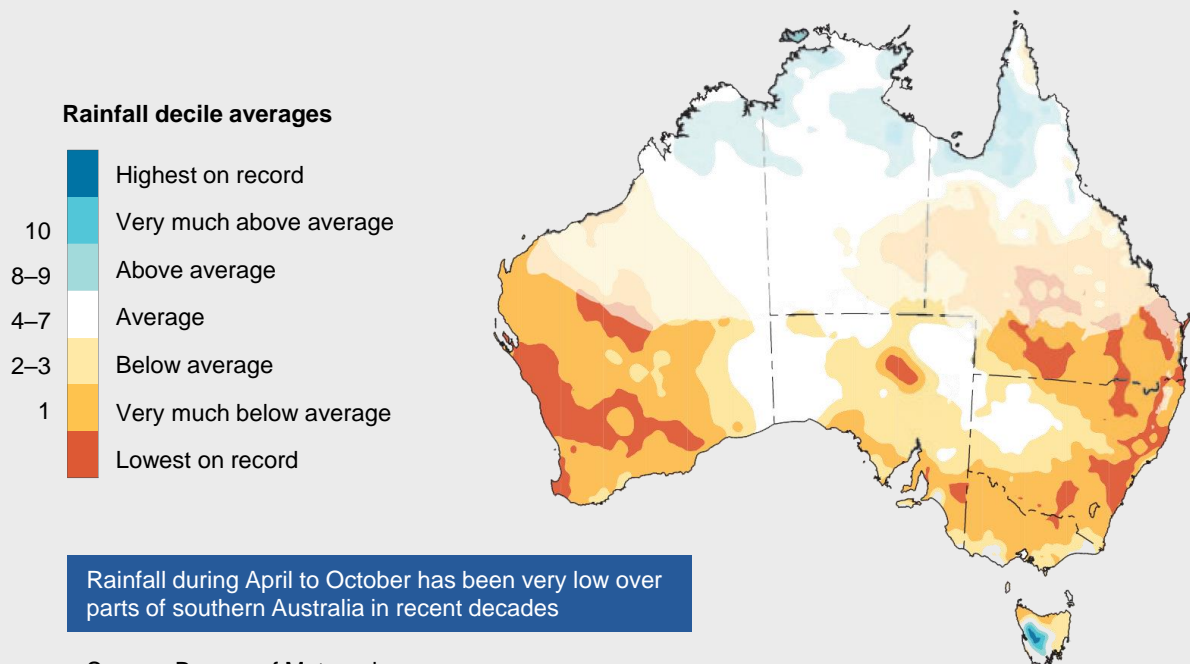 Rainfall decile averages
Highest on record
10
Very much above average
8–9
Above average
4–7
Average
2–3
Below average
1
Very much below average
Lowest on record
Rainfall during April to October has been very low over
parts of southern Australia in recent decades